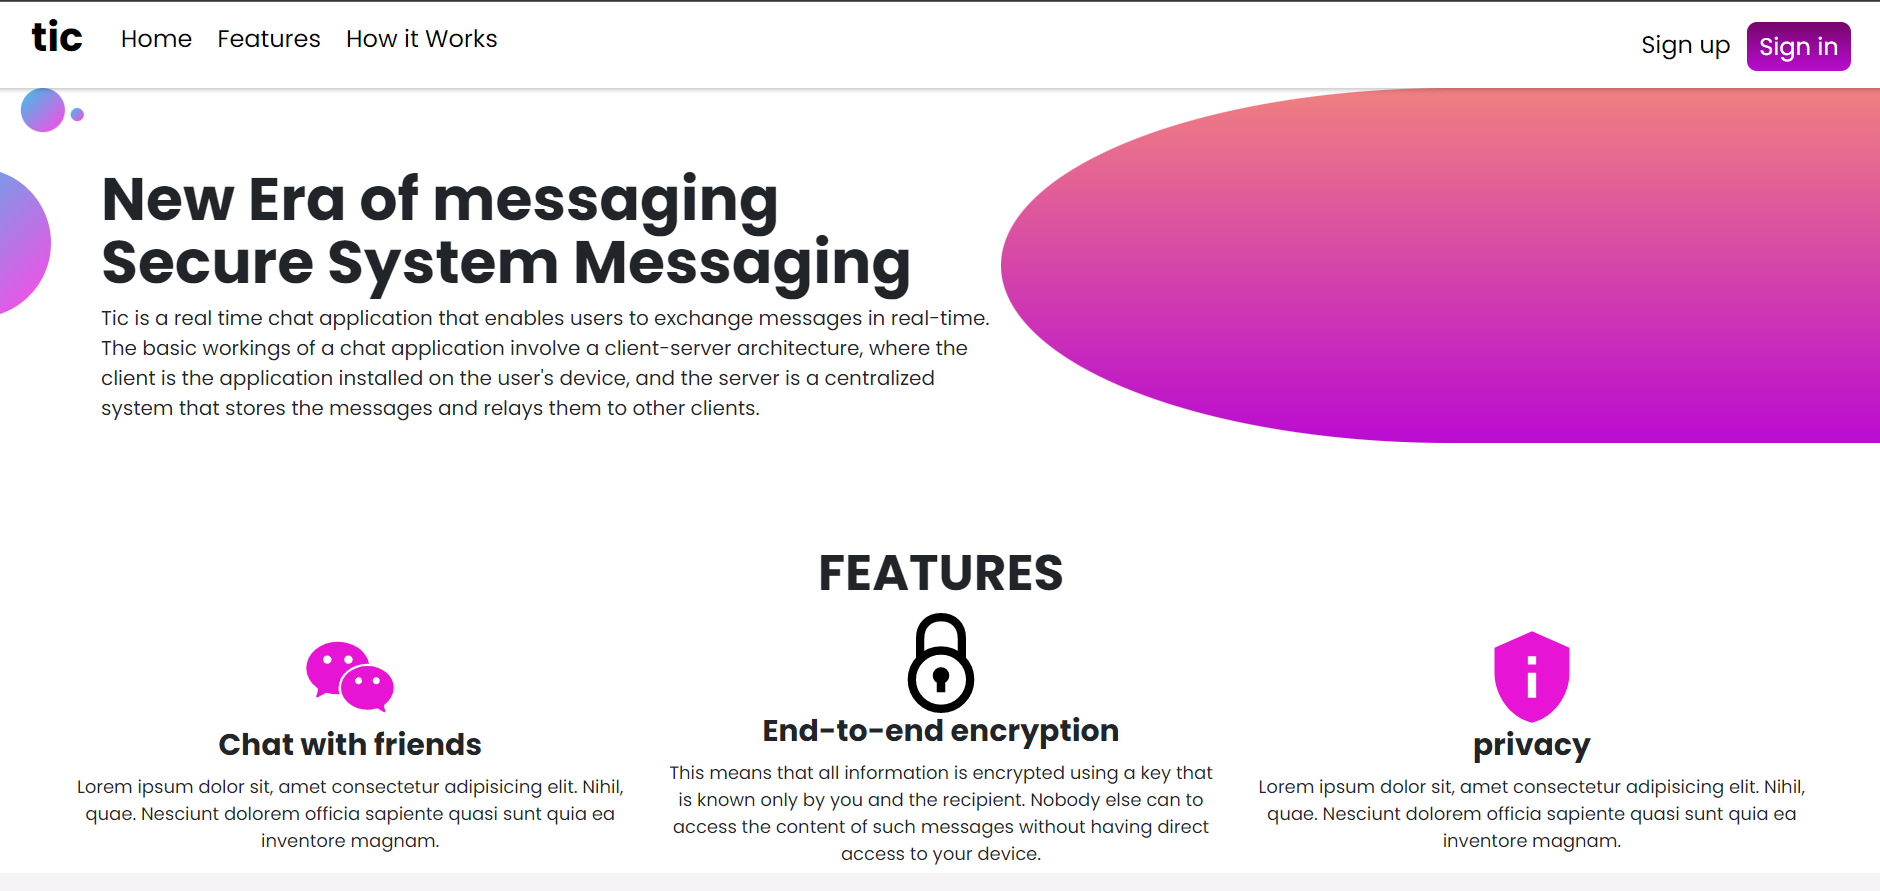 tic
Home Features How it Works
Sign up Sign in
New Era of messaging
Secure System Messaging
Tic is a real time chat application that enables users to exchange messages in real-time.
The basic workings of a chat application involve a client-server architecture, where the
client is the application installed on the user's device, and the server is a centralized
system that stores the messages and relays them to other clients.
FEATURES
Chat with friends
Lorem ipsum dolor sit, amet consectetur adipisicing elit. Nihil,
quae. Nesciunt dolorem officia sapiente quasi sunt quia ea
inventore magnam.
End-to-end encryption
This means that all information is encrypted using a key that
is known only by you and the recipient. Nobody else can to
access the content of such messages without having direct
access to your device.
privacy
Lorem ipsum dolor sit, amet consectetur adipisicing elit. Nihil,
quae. Nesciunt dolorem officia sapiente quasi sunt quia ea
inventore magnam.